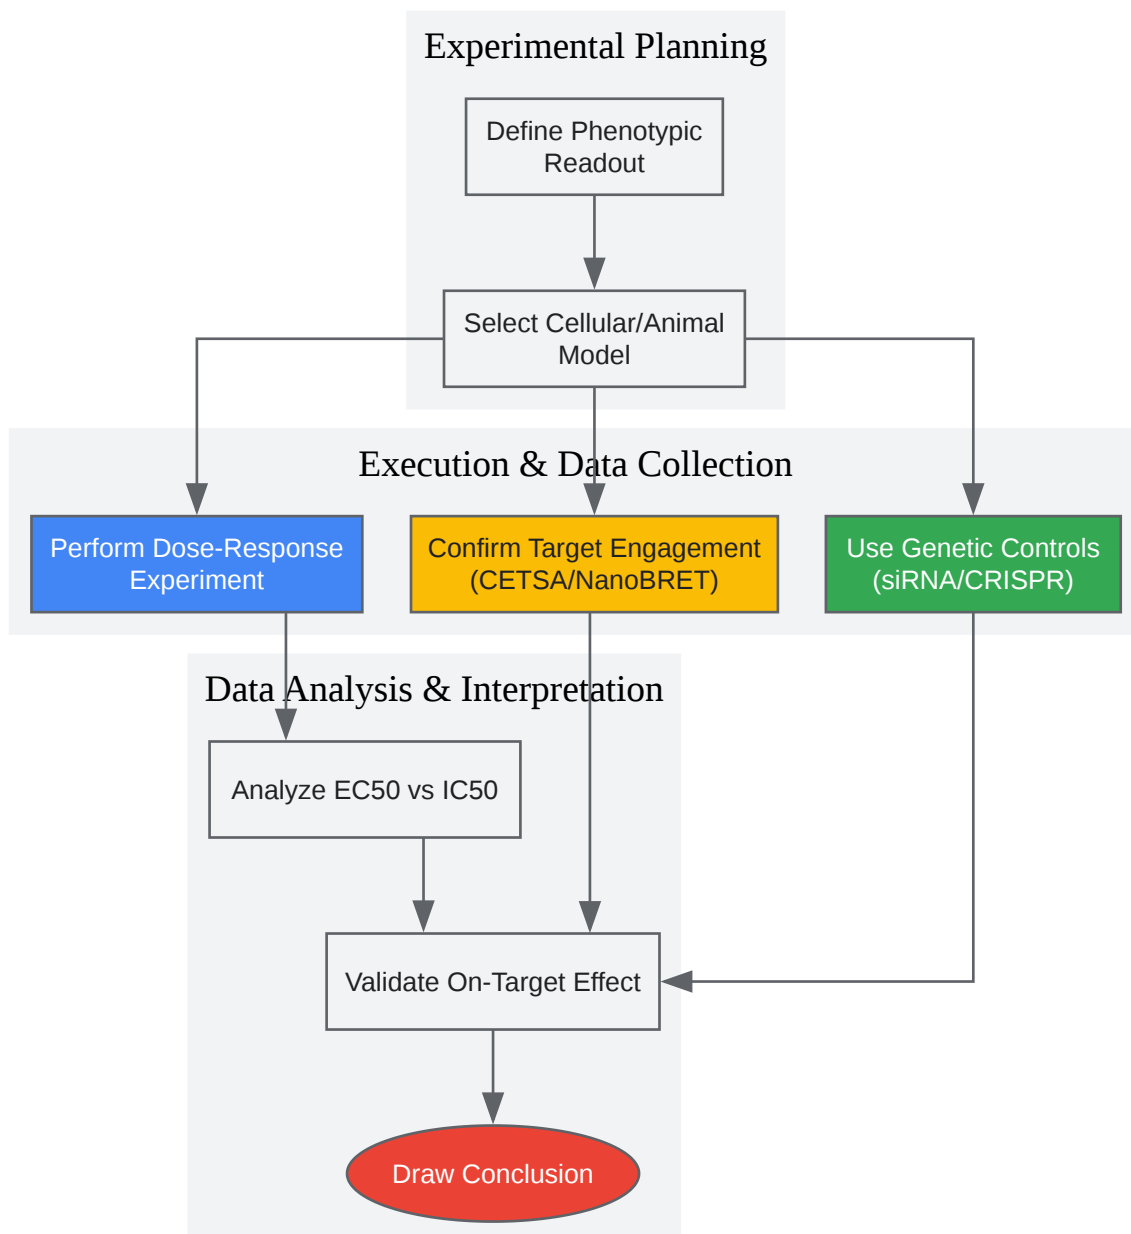 Experimental Planning
Define Phenotypic
Readout
Select Cellular/Animal
Model
Execution & Data Collection
Perform Dose-Response
Experiment
Confirm Target Engagement
(CETSA/NanoBRET)
Use Genetic Controls
(siRNA/CRISPR)
Data Analysis & Interpretation
Analyze EC50 vs IC50
Validate On-Target Effect
Draw Conclusion